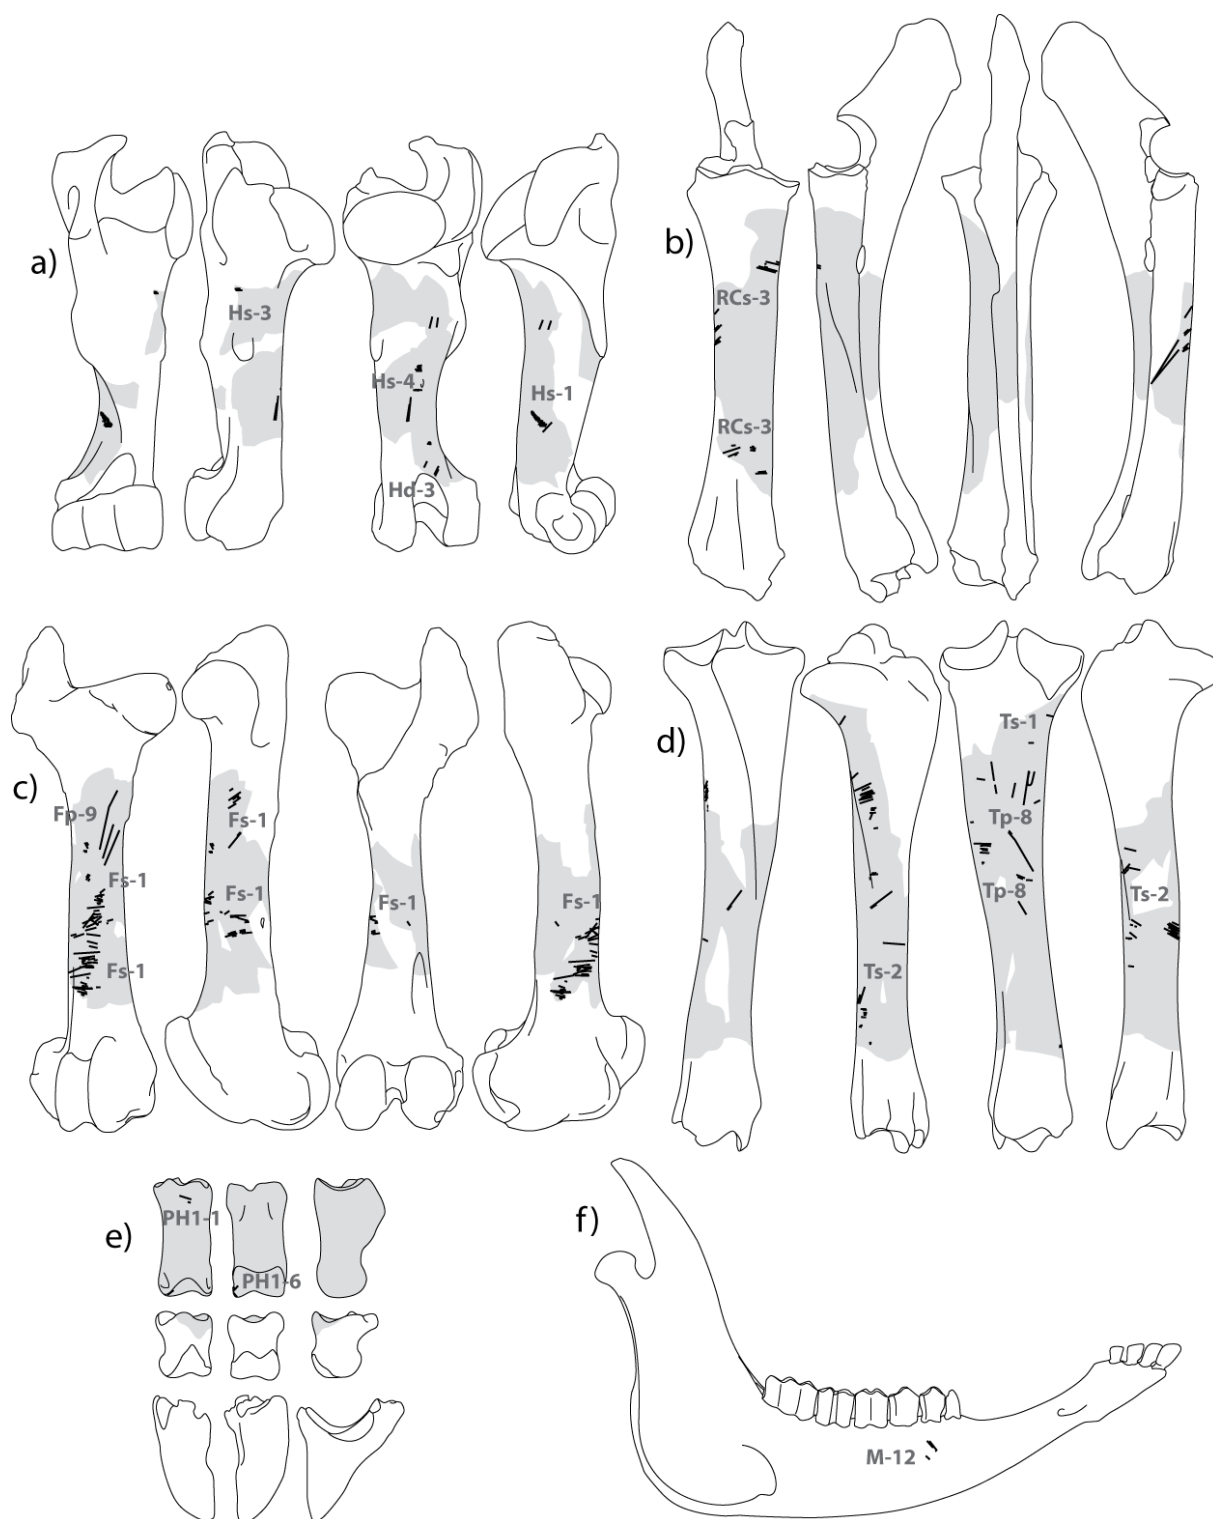 a)
Hs-3
Hs-4
Hs-1
Hd-3
b)
RCs-3
RCs-3
c)
Fp-9
Fs-1
Fs-1
Fs-1
Fs-1
Fs-1
Fs-1
d)
Ts-1
Tp-8
Tp-8
Ts-2
Ts-2
e)
PH1-1
PH1-6
f)
M-12